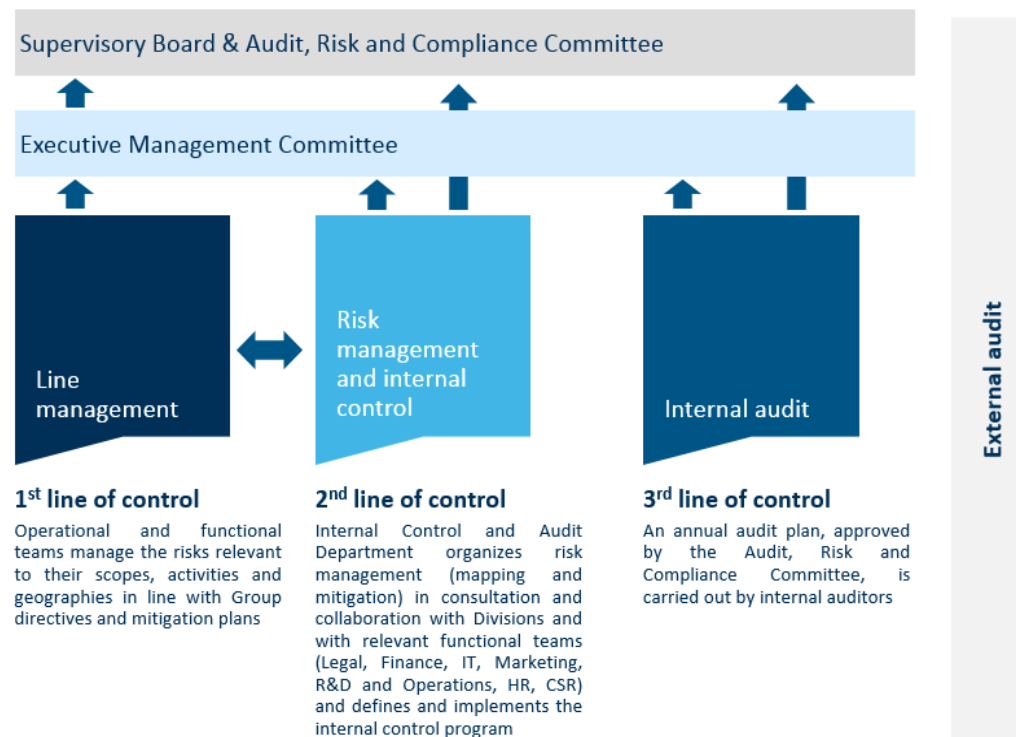 Supervisory Board & Audit, Risk and Compliance Committee
Executive Management Committee
Line
management
Risk
management
and internal
control
Internal audit
1st line of control
Operational and functional
teams manage the risks relevant
to their scopes, activities and
geographies in line with Group
directives and mitigation plans
2nd line of control
Internal Control and Audit
Department organizes risk
management (mapping and
mitigation) in consultation and
collaboration with Divisions and
with relevant functional teams
(Legal, Finance, IT, Marketing,
R&D and Operations, HR, CSR)
and defines and implements the
internal control program
3rd line of control
An annual audit plan, approved
by the Audit, Risk and
Compliance Committee, is
carried out by internal auditors
External audit